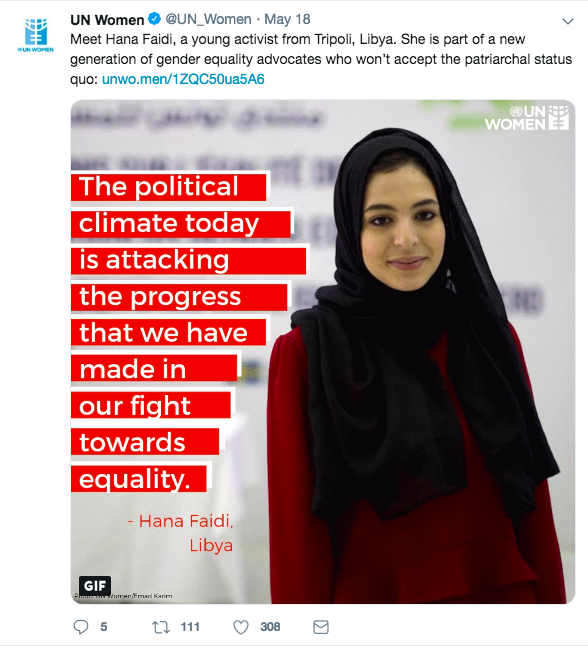 UN Women @UN_Women · May 18
Meet Hana Faidi, a young activist from Tripoli, Libya. She is part of a new
generation of gender equality advocates who won't accept the patriarchal status
quo: unwo.men/1ZQC50ua5A6
UN WOMEN
UN
WOMEN
The political
climate today
is attacking
the progress
that we have
made in
our fight
towards
equality.
- Hana Faidi,
Libya
GIF
Women/Emad Karim
5 111 308